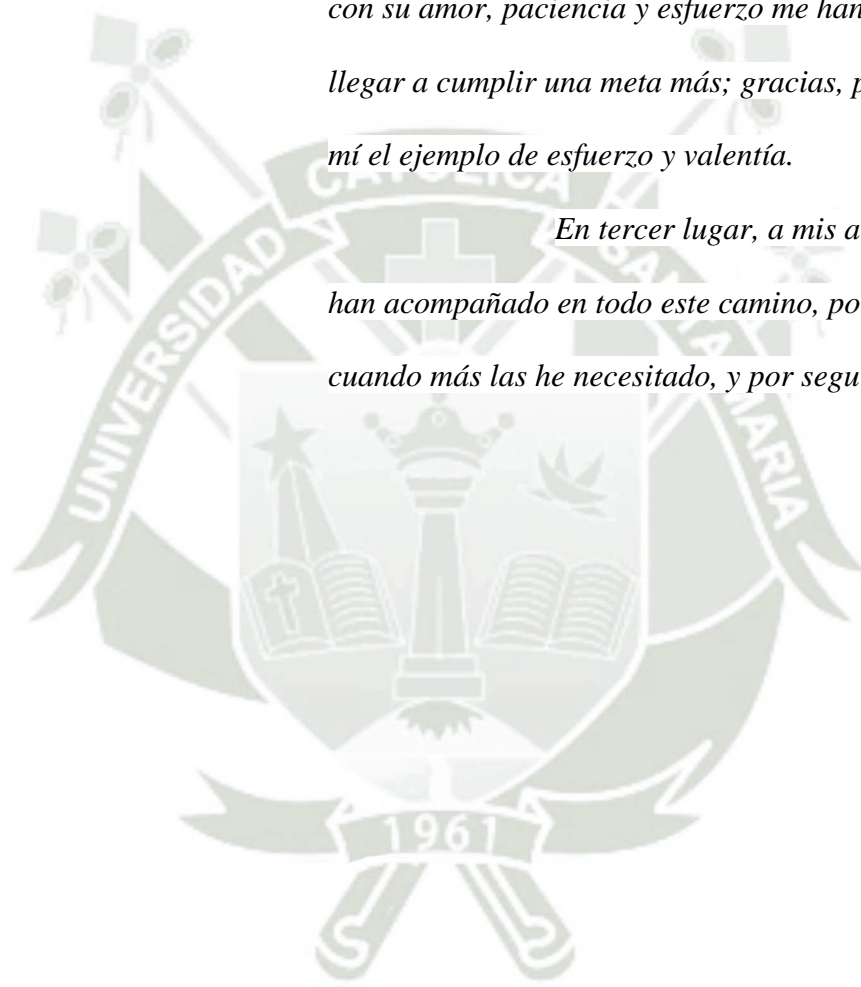 con su amor, paciencia y esfuerzo me han
llegar a cumplir una meta más; gracias, p
mí el ejemplo de esfuerzo y valentía.
En tercer lugar, a mis a
han acompañado en todo este camino, po
cuando más las he necesitado, y por segu
UNIVERSIDAD CATOLICA SANTA MARIA
1961